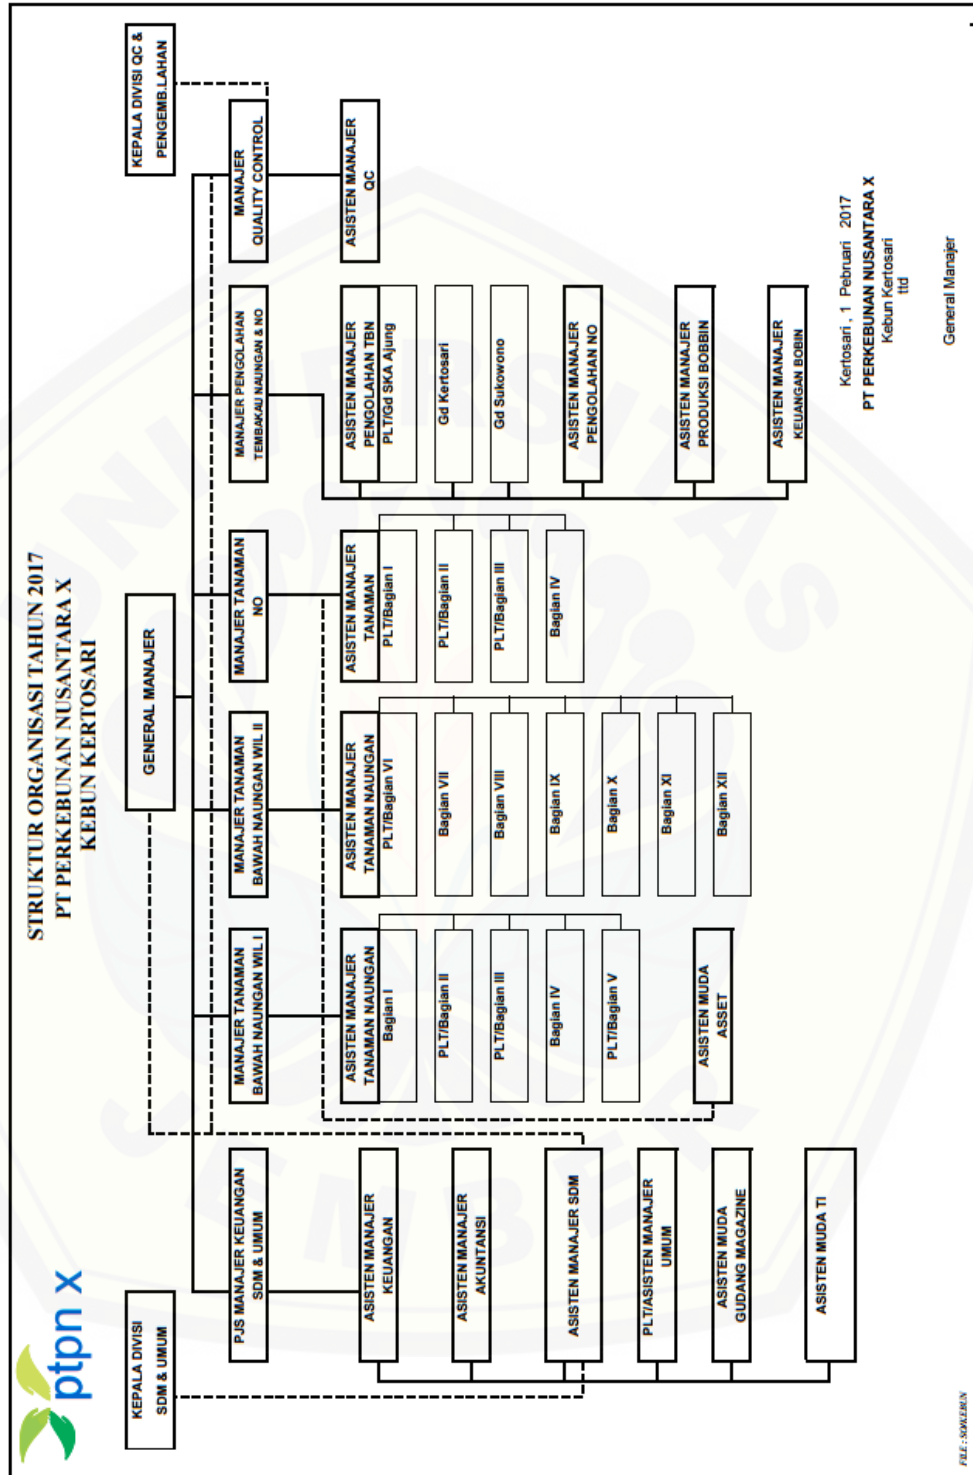 ptpn x
STRUKTUR ORGANISASI TAHUN 2017
PT PERKEBUNAN NUSANTARA X
KEBUN KERTOSARI
KEPALA DIVISI
SDM & UMUM
GENERAL MANAJER
KEPALA DIVISI QC &
PENGEMB.LAHAN
PJS MANAJER KEUANGAN
SDM & UMUM
MANAJER TANAMAN
BAWAH NAUNGAN WIL I
MANAJER TANAMAN
BAWAH NAUNGAN WIL II
MANAJER TANAMAN
NO
MANAJER PENGOLAHAN
TEMBAKAU NAUNGAN & NO
MANAJER
QUALITY CONTROL
ASISTEN MANAJER
KEUANGAN
ASISTEN MANAJER
AKUNTANSI
ASISTEN MANAJER SDM
PLT/ASISTEN MANAJER
UMUM
ASISTEN MUDA
GUDANG MAGAZINE
ASISTEN MUDA TI
ASISTEN MANAJER
TANAMAN NAUNGAN
Bagian I
PLT/Bagian II
PLT/Bagian III
Bagian IV
PLT/Bagian V
ASISTEN MUDA
ASSET
ASISTEN MANAJER
TANAMAN NAUNGAN
PLT/Bagian VI
Bagian VII
Bagian VIII
Bagian IX
Bagian X
Bagian XI
Bagian XII
ASISTEN MANAJER
TANAMAN
PLT/Bagian I
PLT/Bagian II
PLT/Bagian III
Bagian IV
ASISTEN MANAJER
PENGOLAHAN TBN
PLT/Gd SKA Ajung
Gd Kertosari
Gd Sukowono
ASISTEN MANAJER
PENGOLAHAN NO
ASISTEN MANAJER
PRODUKSI BOBBIN
ASISTEN MANAJER
KEUANGAN BOBIN
ASISTEN MANAJER
QC
Kertosari , 1 Pebruari 2017
PT PERKEBUNAN NUSANTARA X
Kebun Kertosari
ttd
General Manajer
FILE : SO/KEBUN
UNIVERSITAS
JEMBER